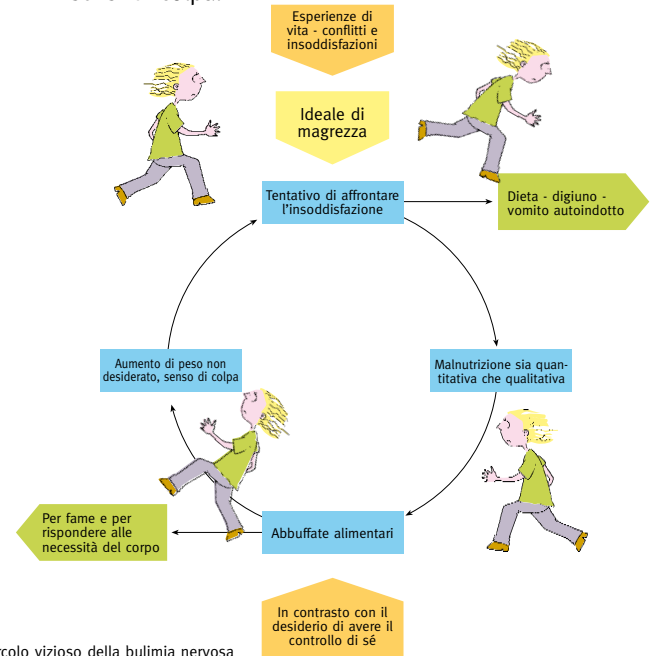 Esperienze di
vita - conflitti e
insoddisfazioni
Ideale di
magrezza
Tentativo di affrontare
l'insoddisfazione
Dieta - digiuno -
vomito autoindotto
Aumento di peso non
desiderato, senso di colpa
Malnutrizione sia quan-
titativa che qualitativa
Per fame e per
rispondere alle
necessità del corpo
Abbuffate alimentari
In contrasto con il
desiderio di avere il
controllo di sé
vizioso della bulimia nervosa